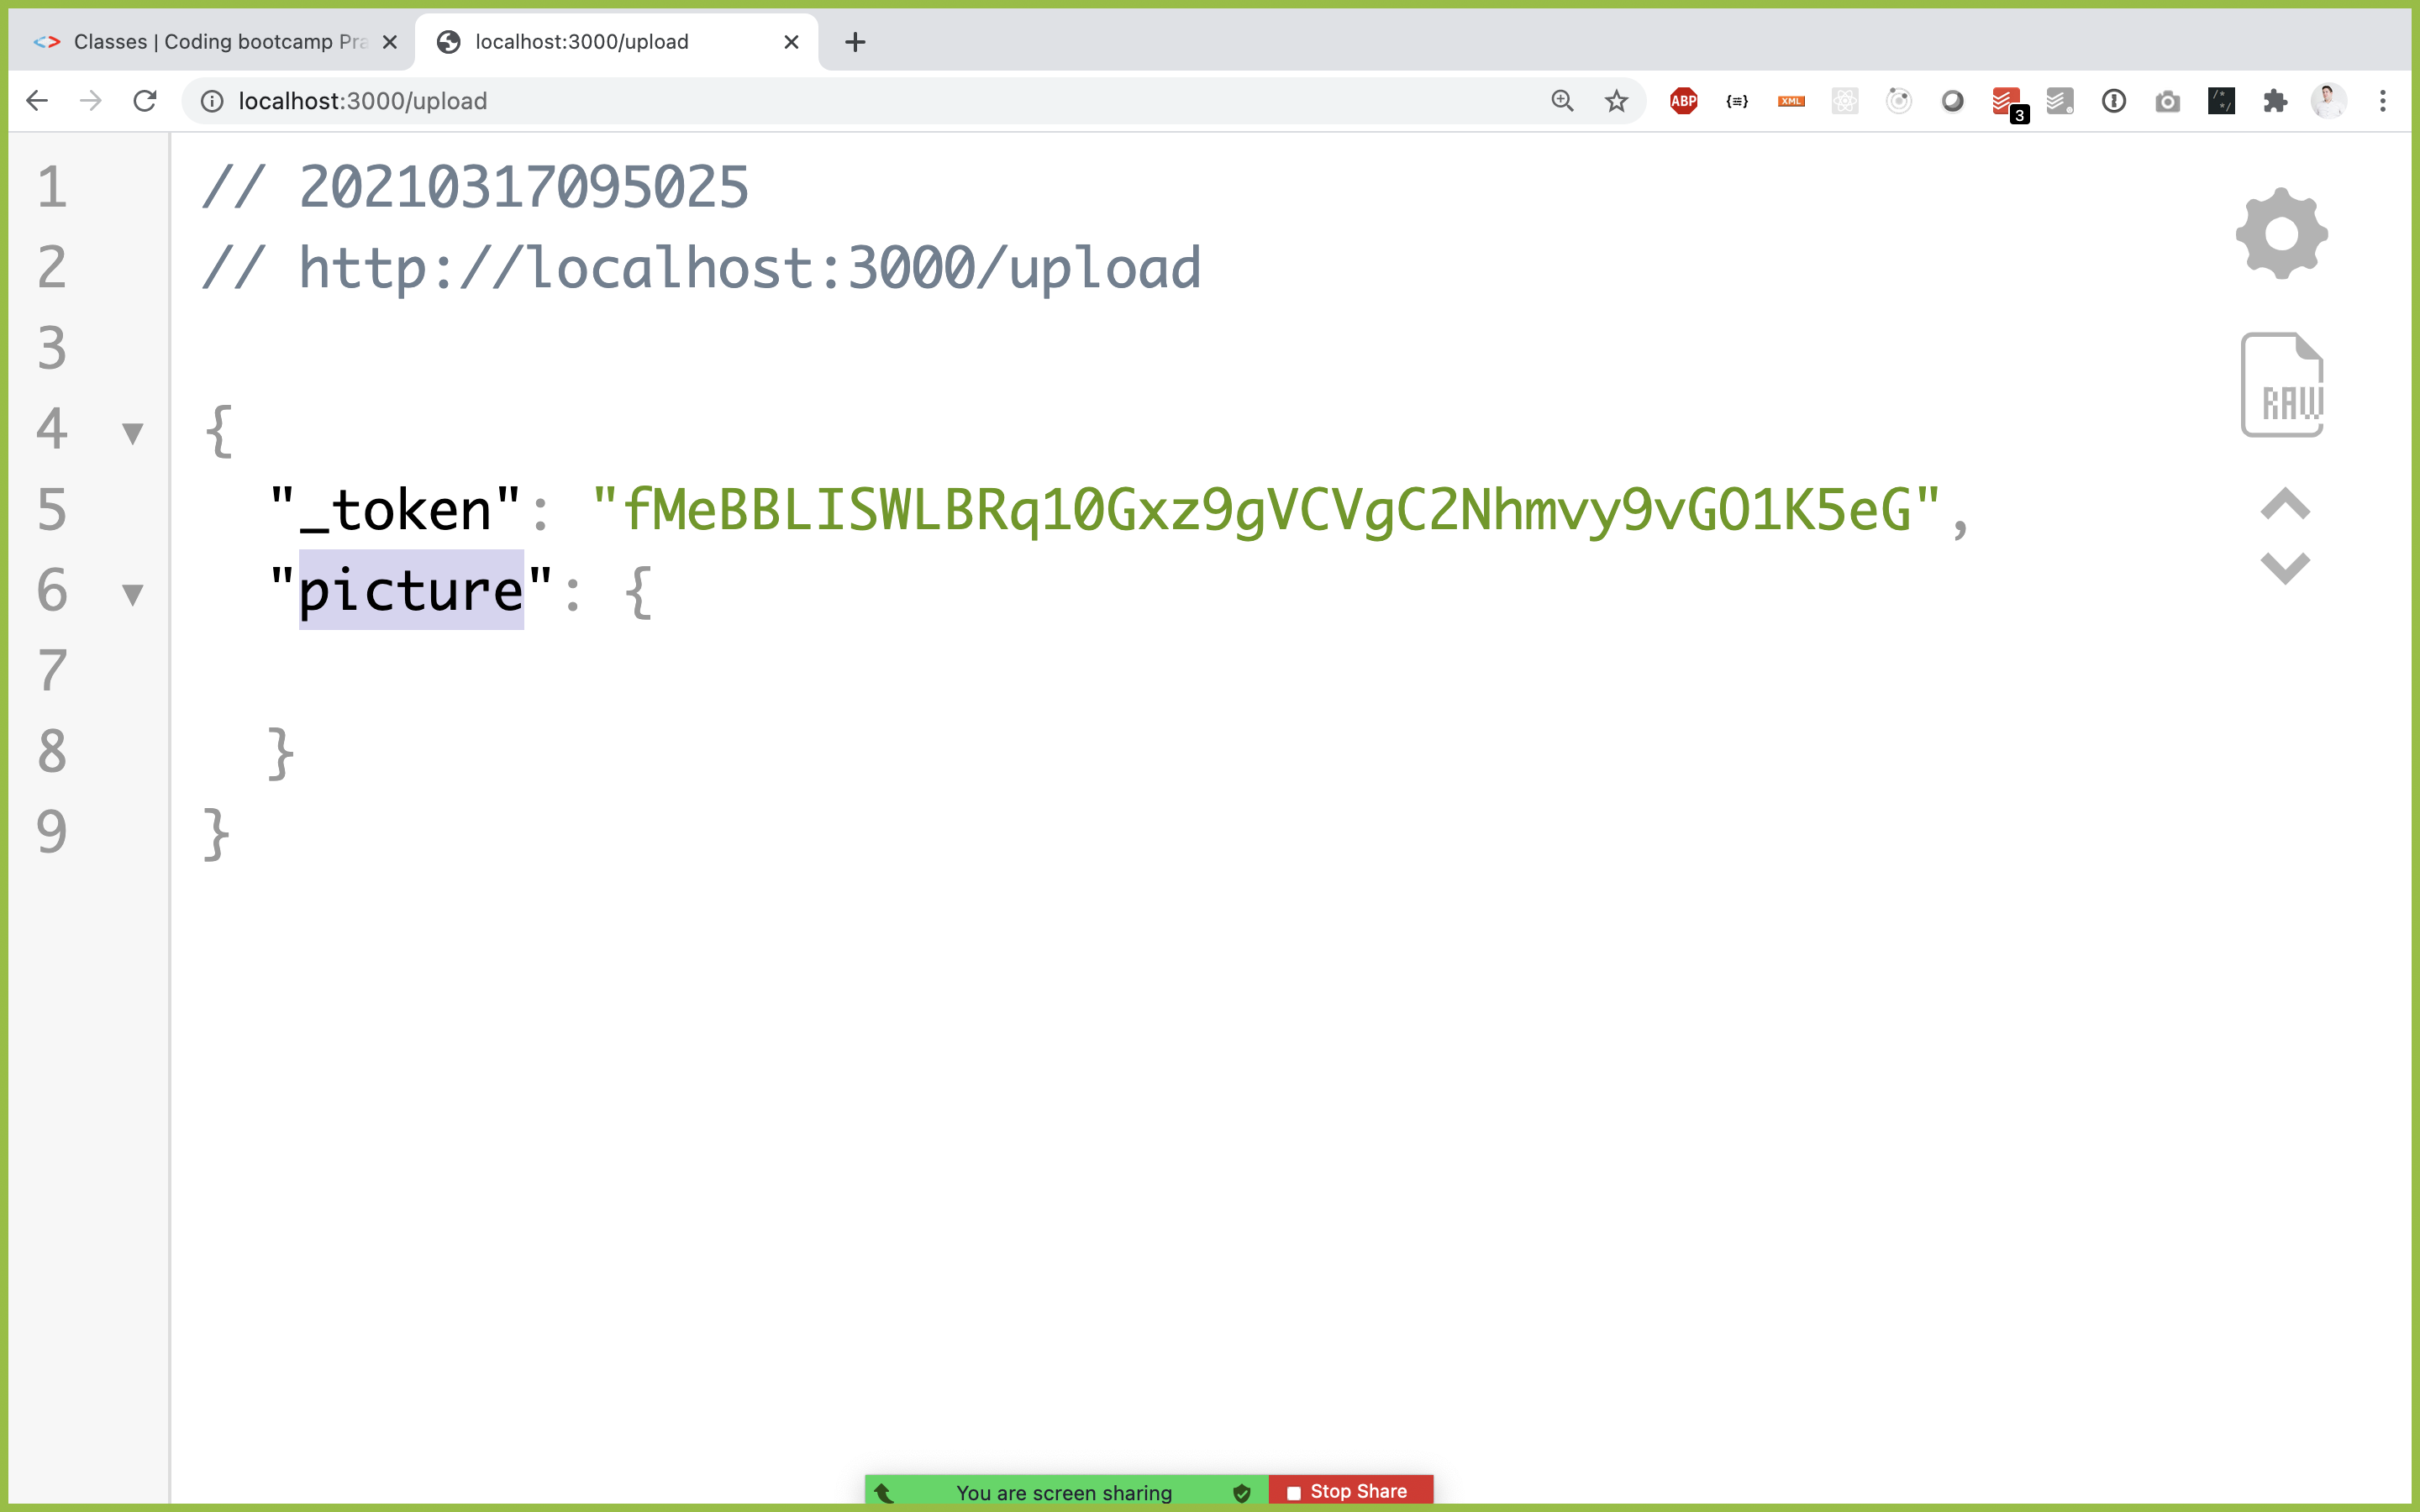 Classes | Coding bootcamp Pra
localhost:3000/upload
localhost:3000/upload
ABP
XML
3
1 // 20210317095025
2 // http://localhost:3000/upload
3
4 {
5 "_token": "fMeBBLISWLBRq10Gxz9gVCVgC2Nhmvy9vGO1K5eG",
6 "picture": {
7
8 }
9 }
RAW
You are screen sharing
Stop Share